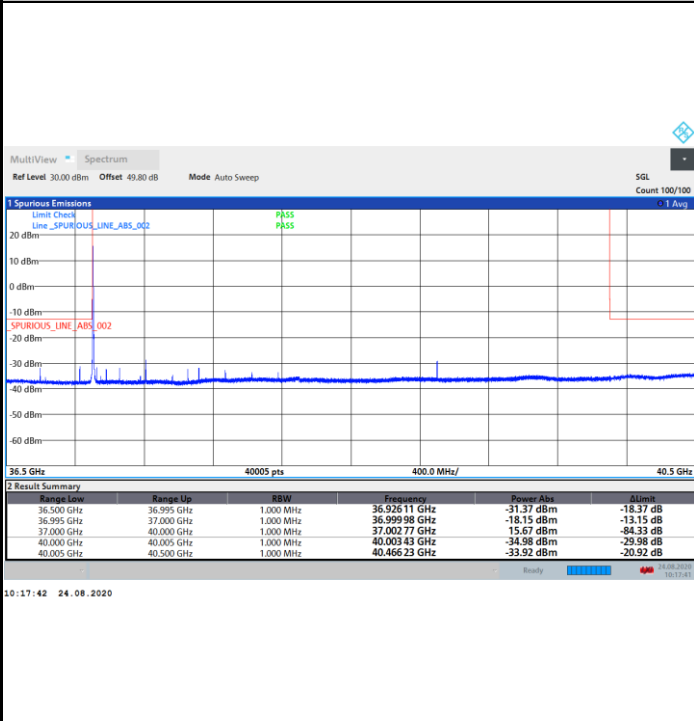 MultiView Spectrum
Ref Level 30.00 dBm Offset 49.80 dB Mode Auto Sweep SGL
Count 100/100
1 Spurious Emissions 1 Avg
Limit Check PASS
Line _SPURIOUS_LINE_ABS_002 PASS
20 dBm
10 dBm
0 dBm
-10 dBm
_SPURIOUS_LINE_ABS_002
-20 dBm
-30 dBm
-40 dBm
-50 dBm
-60 dBm
36.5 GHz 40005 pts 400.0 MHz/ 40.5 GHz
2 Result Summary
Range Low Range Up RBW Frequency Power Abs ΔLimit
36.500 GHz 36.995 GHz 1.000 MHz 36.926 11 GHz -31.37 dBm -18.37 dB
36.995 GHz 37.000 GHz 1.000 MHz 36.999 98 GHz -18.15 dBm -13.15 dB
37.000 GHz 40.000 GHz 1.000 MHz 37.002 77 GHz 15.67 dBm -84.33 dB
40.000 GHz 40.005 GHz 1.000 MHz 40.003 43 GHz -34.98 dBm -29.98 dB
40.005 GHz 40.500 GHz 1.000 MHz 40.466 23 GHz -33.92 dBm -20.92 dB
Ready 24.08.2020
10:17:41
10:17:42 24.08.2020